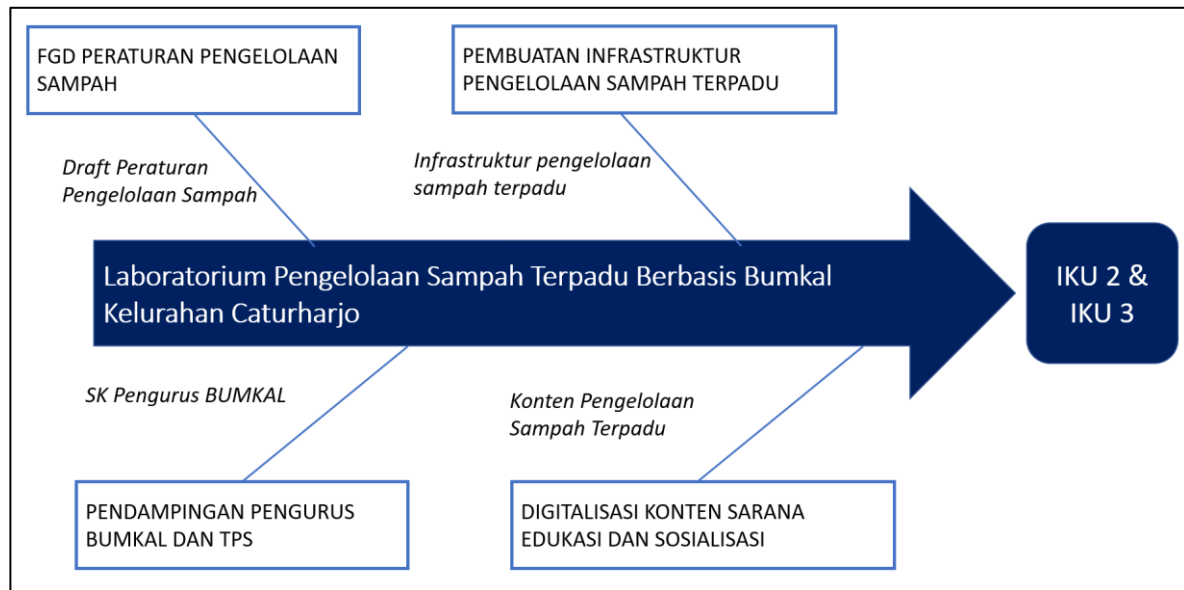 FGD PERATURAN PENGELOLAAN
SAMPAH
PEMBUATAN INFRASTRUKTUR
PENGELOLAAN SAMPAH TERPADU
Draft Peraturan
Pengelolaan Sampah
Infrastruktur pengelolaan
sampah terpadu
Laboratorium Pengelolaan Sampah Terpadu Berbasis Bumkal
Kelurahan Caturharjo
IKU 2 &
IKU 3
SK Pengurus BUMKAL
Konten Pengelolaan
Sampah Terpadu
PENDAMPINGAN PENGURUS
BUMKAL DAN TPS
DIGITALISASI KONTEN SARANA
EDUKASI DAN SOSIALISASI